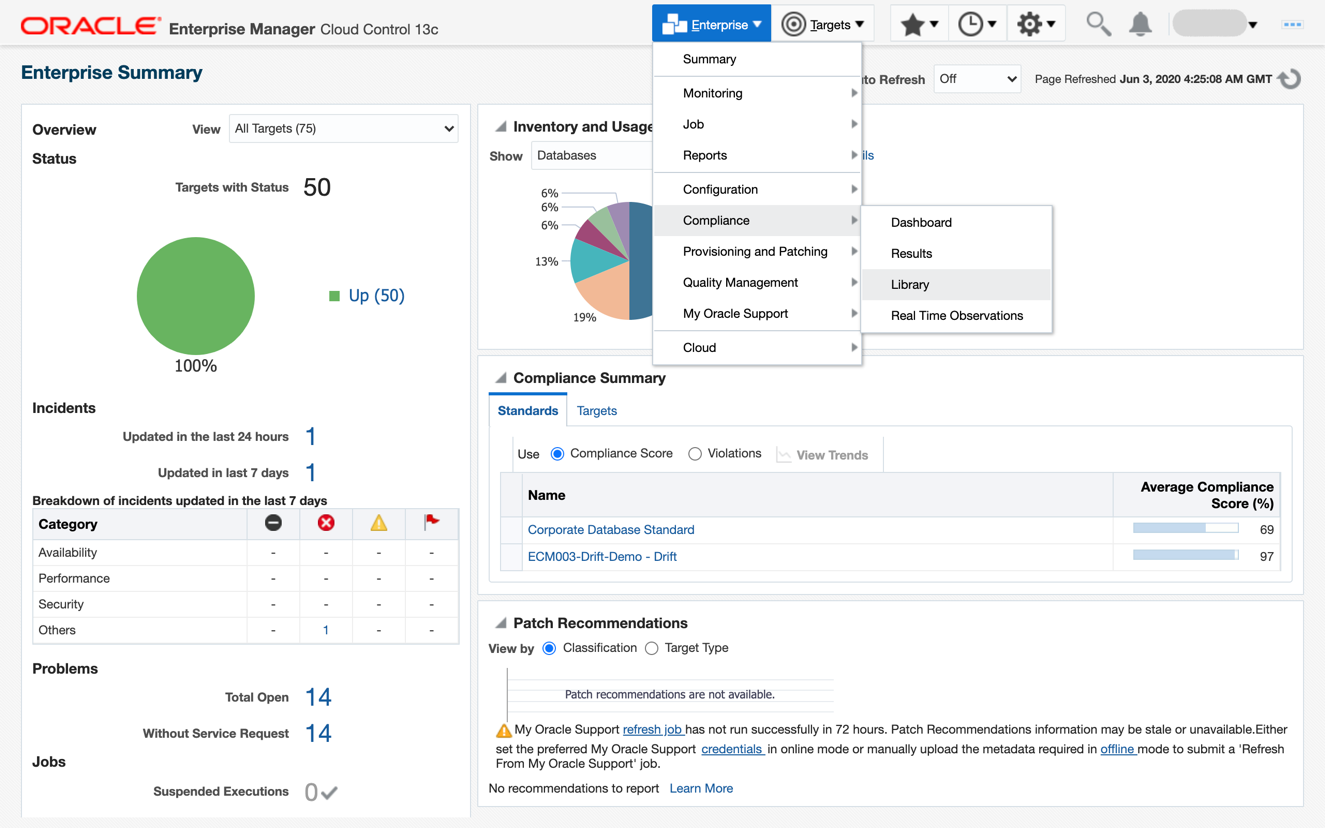 ORACLE® Enterprise Manager Cloud Control 13c
Enterprise Targets
Enterprise Summary
to Refresh Off Page Refreshed Jun 3, 2020 4:25:08 AM GMT
Summary
Monitoring
Job
Reports
Configuration
Compliance
Provisioning and Patching
Quality Management
My Oracle Support
Cloud
Dashboard
Results
Library
Real Time Observations
Overview View All Targets (75)
Status
Targets with Status 50
Up (50)
100%
Incidents
Updated in the last 24 hours 1
Updated in last 7 days 1
Breakdown of incidents updated in the last 7 days
Category
Availability - - - -
Performance - - - -
Security - - - -
Others - 1 - -
Problems
Total Open 14
Without Service Request 14
Jobs
Suspended Executions 0
Inventory and Usage
Show Databases ils
6%
6%
6%
13%
19%
Compliance Summary
Standards Targets
Use Compliance Score Violations View Trends
Name Average Compliance
Score (%)
Corporate Database Standard 69
ECM003-Drift-Demo - Drift 97
Patch Recommendations
View by Classification Target Type
Patch recommendations are not available.
My Oracle Support refresh job has not run successfully in 72 hours. Patch Recommendations information may be stale or unavailable.Either
set the preferred My Oracle Support credentials in online mode or manually upload the metadata required in offline mode to submit a 'Refresh
From My Oracle Support' job.
No recommendations to report Learn More